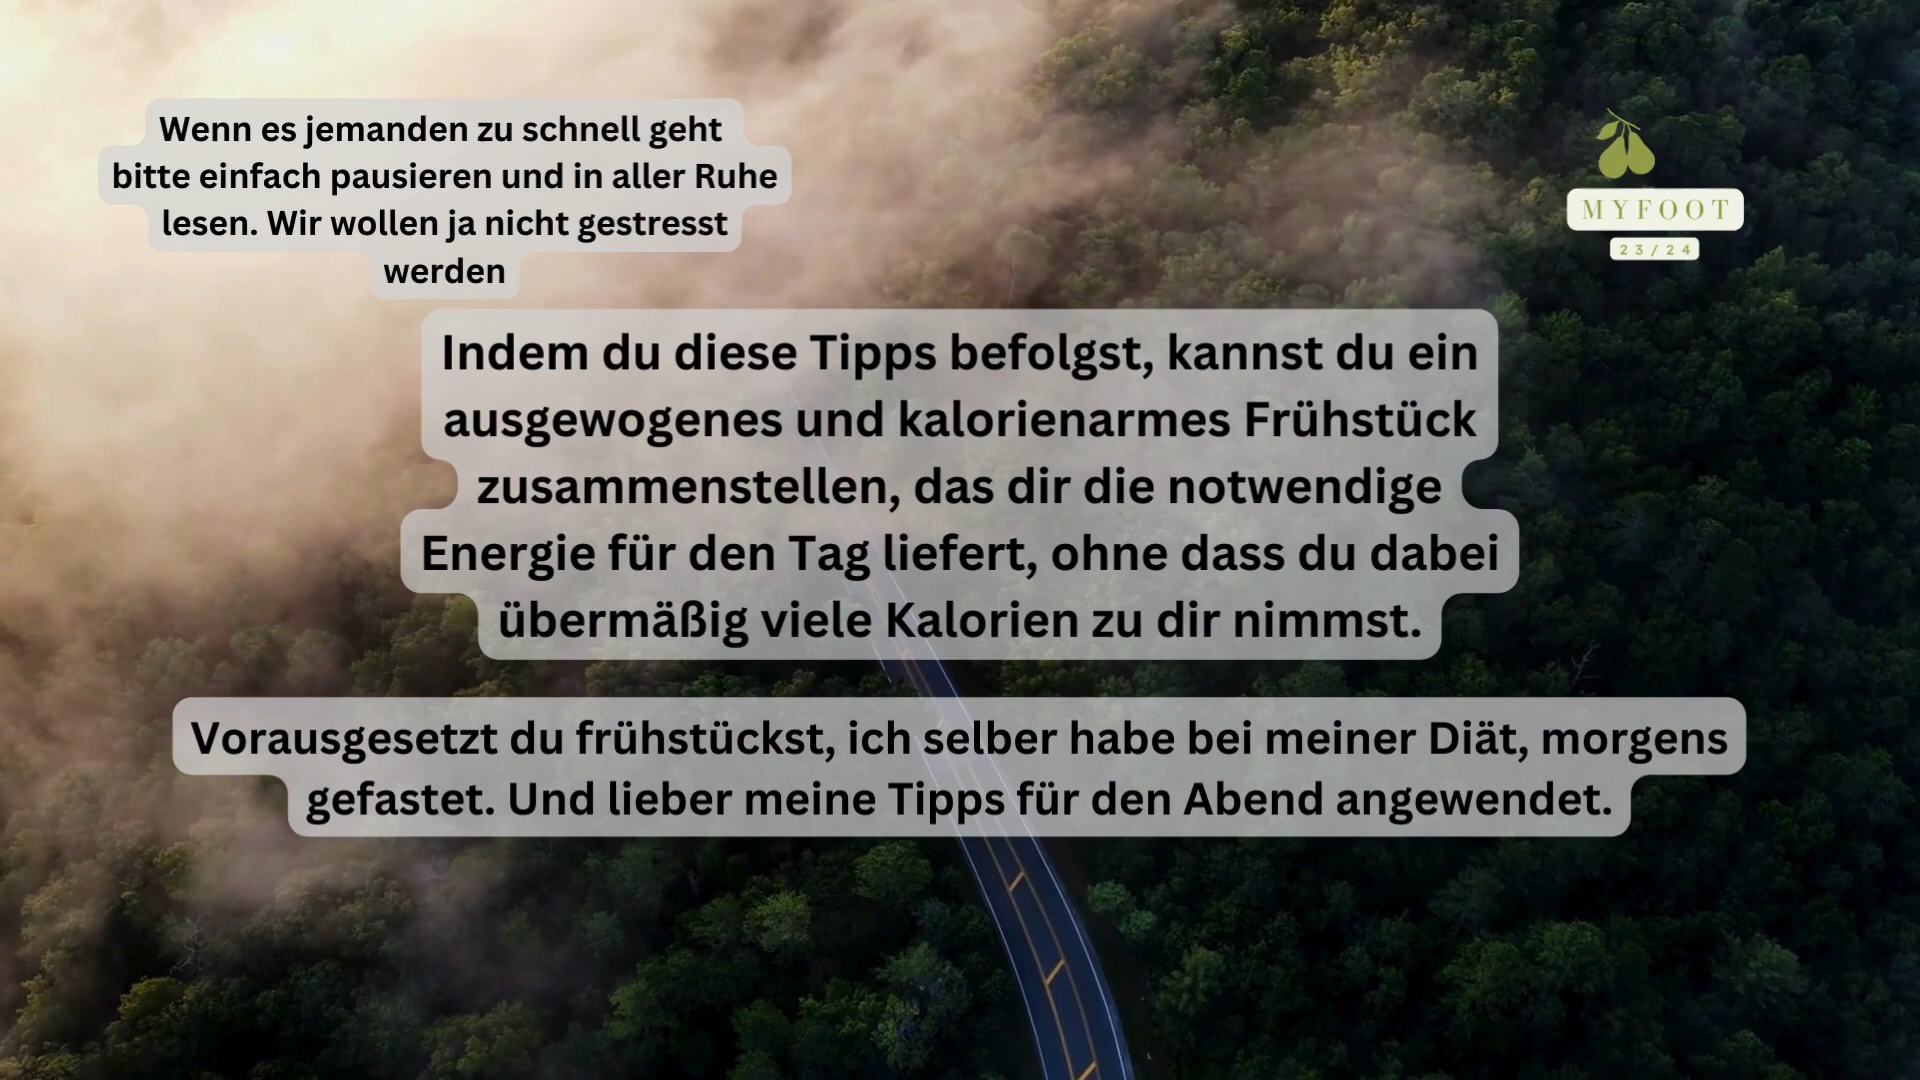 Wenn es jemanden zu schnell geht
bitte einfach pausieren und in aller Ruhe
lesen. Wir wollen ja nicht gestresst
werden
MYFOOT
23/24
Indem du diese Tipps befolgst, kannst du ein
ausgewogenes und kalorienarmes Frühstück
zusammenstellen, das dir die notwendige
Energie für den Tag liefert, ohne dass du dabei
übermäßig viele Kalorien zu dir nimmst.
Vorausgesetzt du frühstückst, ich selber habe bei meiner Diät, morgens
gefastet. Und lieber meine Tipps für den Abend angewendet.